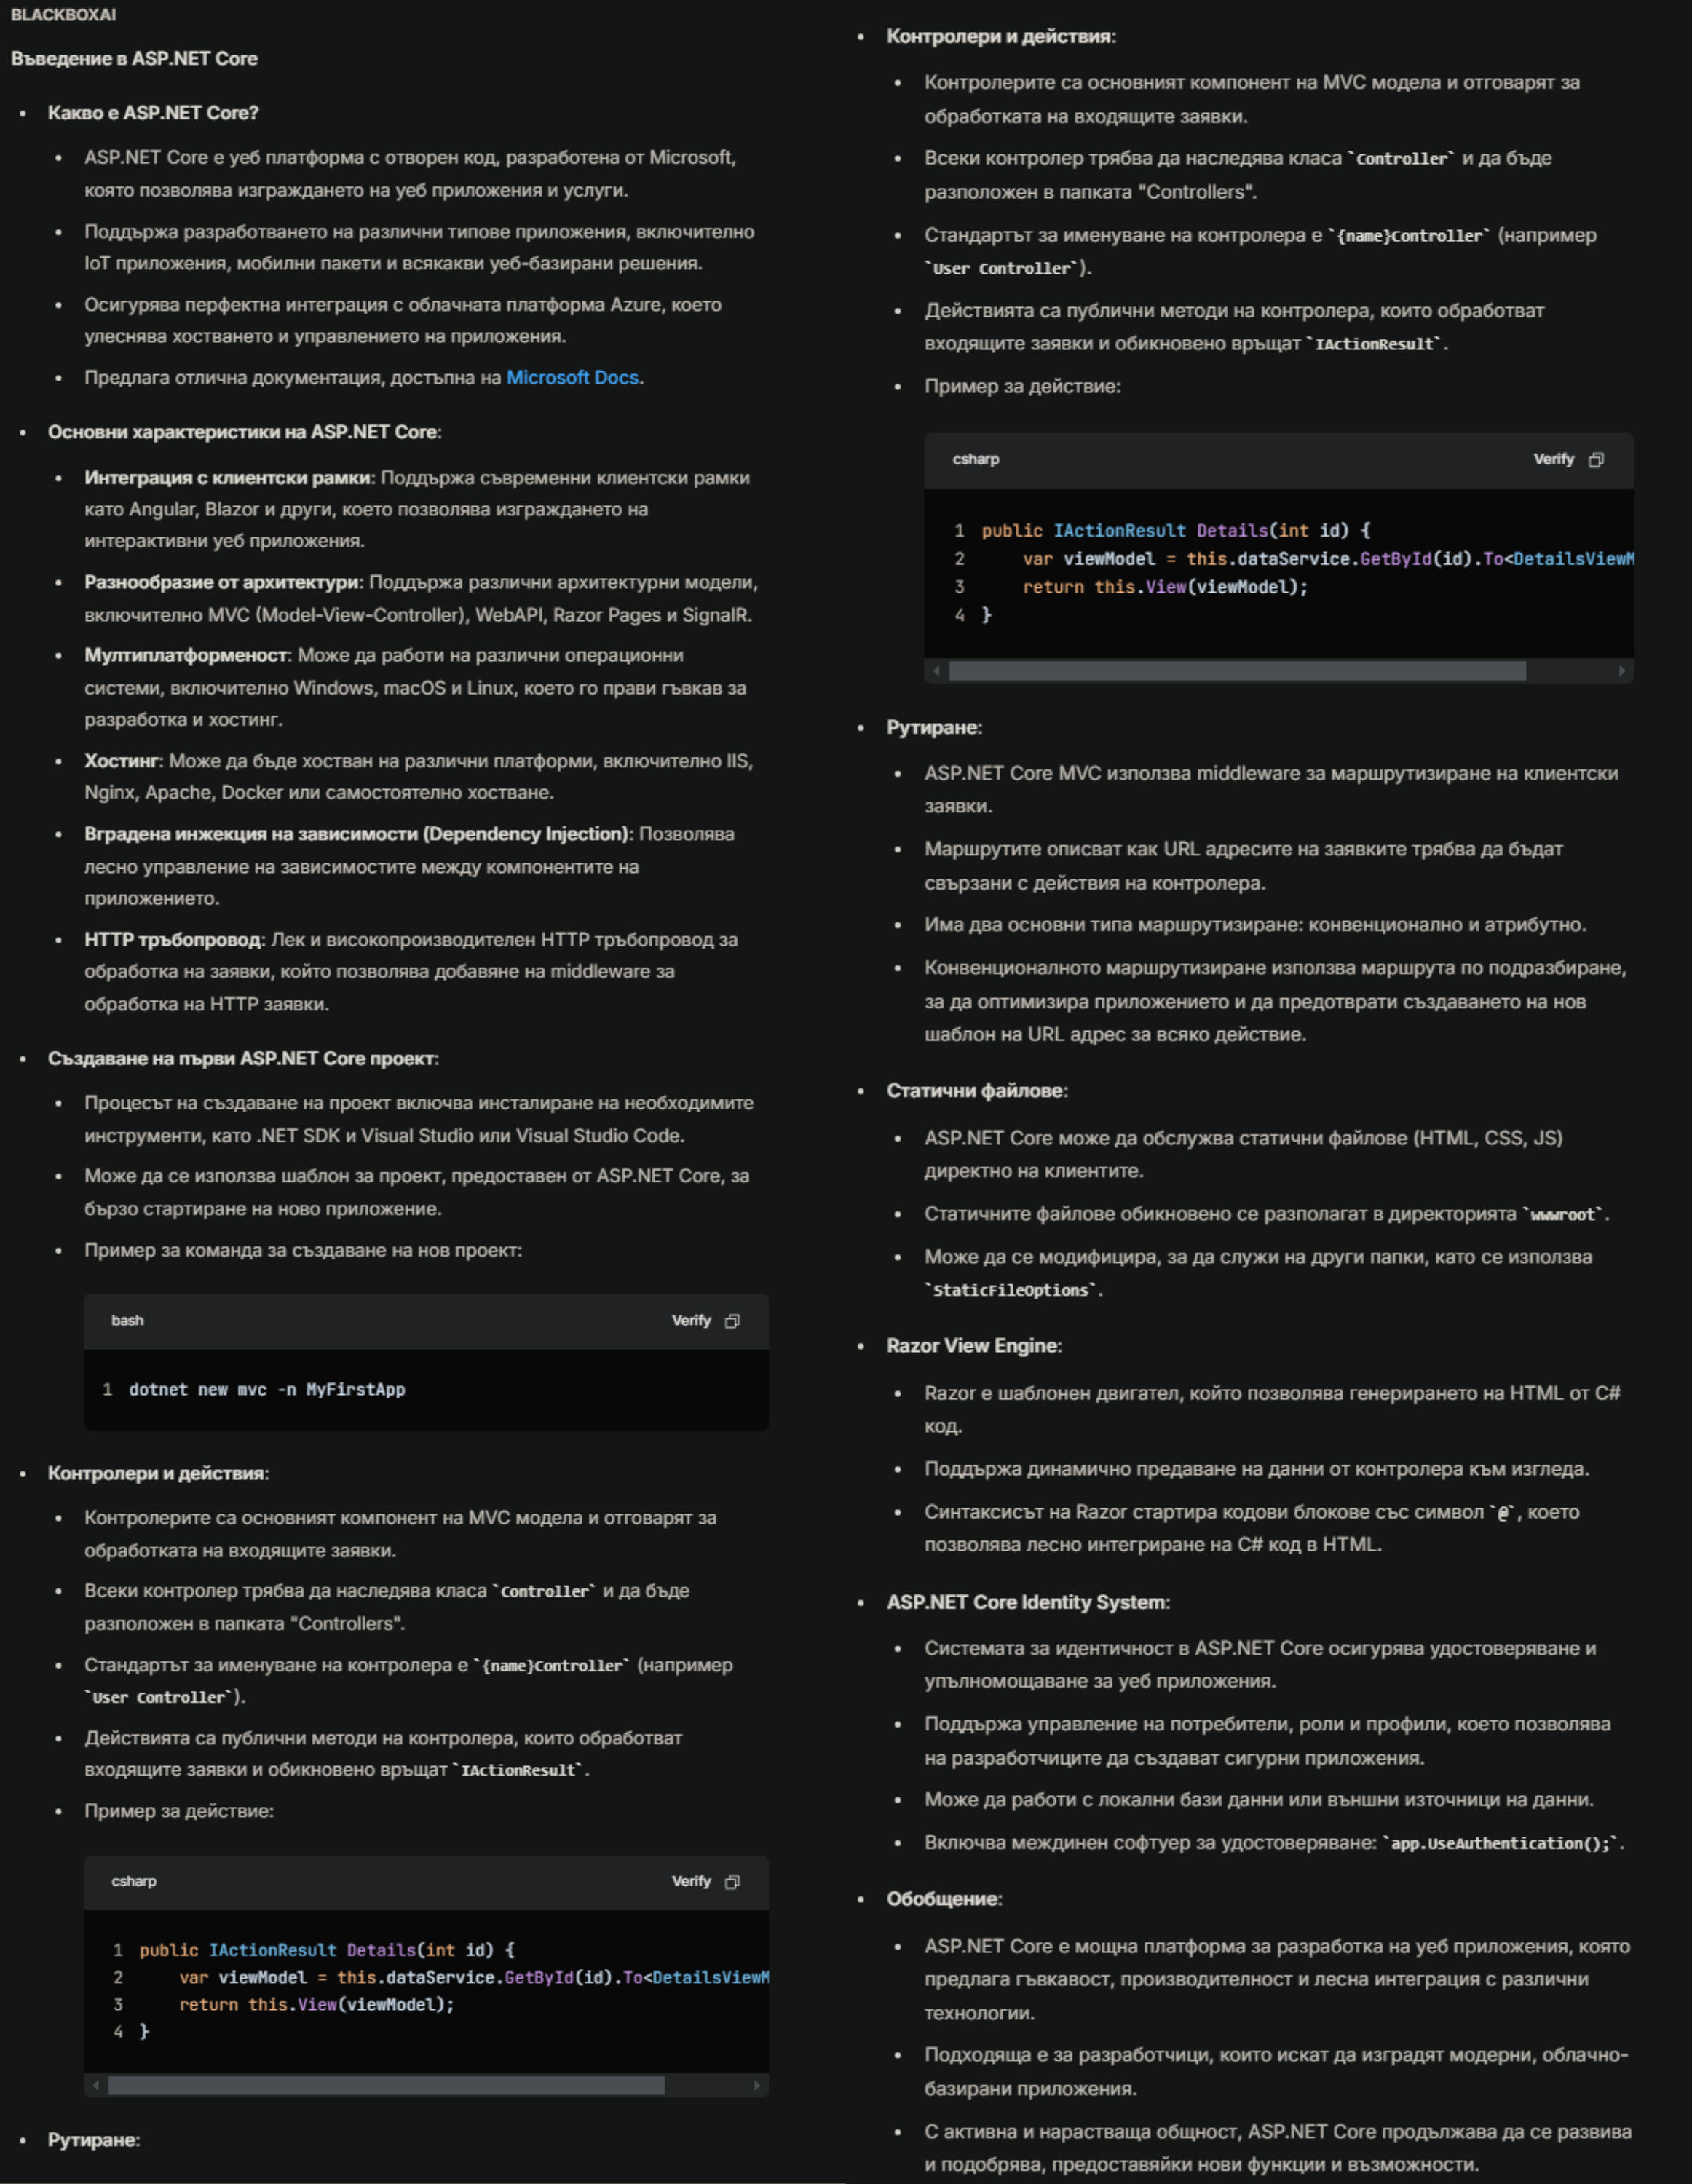 BLACKBOXAI
Въведение в ASP.NET Core
• Какво е ASP.NET Core?
• ASP.NET Core е уеб платформа с отворен код, разработена от Microsoft,
която позволява изграждането на уеб приложения и услуги.
• Поддържа разработването на различни типове приложения, включително
IoT приложения, мобилни пакети и всякакви уеб-базирани решения.
• Осигурява перфектна интеграция с облачната платформа Azure, което
улеснява хостването и управлението на приложения.
• Предлага отлична документация, достъпна на Microsoft Docs.
• Основни характеристики на ASP.NET Core:
• Интеграция с клиентски рамки: Поддържа съвременни клиентски рамки
като Angular, Blazor и други, което позволява изграждането на
интерактивни уеб приложения.
• Разнообразие от архитектури: Поддържа различни архитектурни модели,
включително MVC (Model-View-Controller), WebAPI, Razor Pages и SignalR.
• Мултиплатформеност: Може да работи на различни операционни
системи, включително Windows, macOS и Linux, което го прави гъвкав за
разработка и хостинг.
• Хостинг: Може да бъде хостван на различни платформи, включително IIS,
Nginx, Apache, Docker или самостоятелно хостване.
• Вградена инжекция на зависимости (Dependency Injection): Позволява
лесно управление на зависимостите между компонентите на
приложението.
• HTTP тръбопровод: Лек и високопроизводителен HTTP тръбопровод за
обработка на заявки, който позволява добавяне на middleware за
обработка на HTTP заявки.
• Създаване на първи ASP.NET Core проект:
• Процесът на създаване на проект включва инсталиране на необходимите
инструменти, като .NET SDK и Visual Studio или Visual Studio Code.
• Може да се използва шаблон за проект, предоставен от ASP.NET Core, за
бързо стартиране на ново приложение.
• Пример за команда за създаване на нов проект:
bash Verify
1 dotnet new mvc -n MyFirstApp
• Контролери и действия:
• Контролерите са основният компонент на MVC модела и отговарят за
обработката на входящите заявки.
• Всеки контролер трябва да наследява класа `Controller` и да бъде
разположен в папката "Controllers".
• Стандартът за именуване на контролера е `{name}Controller` (например
`User Controller`).
• Действията са публични методи на контролера, които обработват
входящите заявки и обикновено връщат `IActionResult`.
• Пример за действие:
csharp Verify
1 public IActionResult Details(int id) {
2 var viewModel = this.dataService.GetById(id).To<DetailsViewM
3 return this.View(viewModel);
4 }
• Рутиране:
• Контролери и действия:
• Контролерите са основният компонент на MVC модела и отговарят за
обработката на входящите заявки.
• Всеки контролер трябва да наследява класа `Controller` и да бъде
разположен в папката "Controllers".
• Стандартът за именуване на контролера е `{name}Controller` (например
`User Controller`).
• Действията са публични методи на контролера, които обработват
входящите заявки и обикновено връщат `IActionResult`.
• Пример за действие:
csharp Verify
1 public IActionResult Details(int id) {
2 var viewModel = this.dataService.GetById(id).To<DetailsViewM
3 return this.View(viewModel);
4 }
• Рутиране:
• ASP.NET Core MVC използва middleware за маршрутизиране на клиентски
заявки.
• Маршрутите описват как URL адресите на заявките трябва да бъдат
свързани с действия на контролера.
• Има два основни типа маршрутизиране: конвенционално и атрибутно.
• Конвенционалното маршрутизиране използва маршрута по подразбиране,
за да оптимизира приложението и да предотврати създаването на нов
шаблон на URL адрес за всяко действие.
• Статични файлове:
• ASP.NET Core може да обслужва статични файлове (HTML, CSS, JS)
директно на клиентите.
• Статичните файлове обикновено се разполагат в директорията `wwwroot`.
• Може да се модифицира, за да служи на други папки, като се използва
`StaticFileOptions`.
• Razor View Engine:
• Razor е шаблонен двигател, който позволява генерирането на HTML от C#
код.
• Поддържа динамично предаване на данни от контролера към изгледа.
• Синтаксисът на Razor стартира кодови блокове със символ `@`, което
позволява лесно интегриране на C# код в HTML.
• ASP.NET Core Identity System:
• Системата за идентичност в ASP.NET Core осигурява удостоверяване и
упълномощаване за уеб приложения.
• Поддържа управление на потребители, роли и профили, което позволява
на разработчиците да създават сигурни приложения.
• Може да работи с локални бази данни или външни източници на данни.
• Включва междинен софтуер за удостоверяване: `app.UseAuthentication();`.
• Обобщение:
• ASP.NET Core е мощна платформа за разработка на уеб приложения, която
предлага гъвкавост, производителност и лесна интеграция с различни
технологии.
• Подходяща е за разработчици, които искат да изградят модерни, облачно-
базирани приложения.
• С активна и нарастваща общност, ASP.NET Core продължава да се развива
и подобрява, предоставяйки нови функции и възможности.